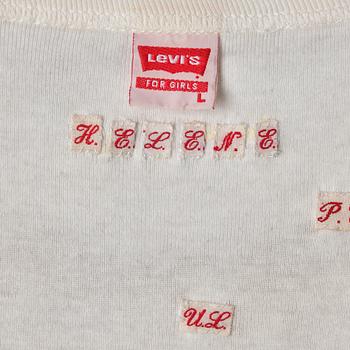 Levi's
FOR GIRLS
L
H. E. L. E. N. E.
P.
U.L.